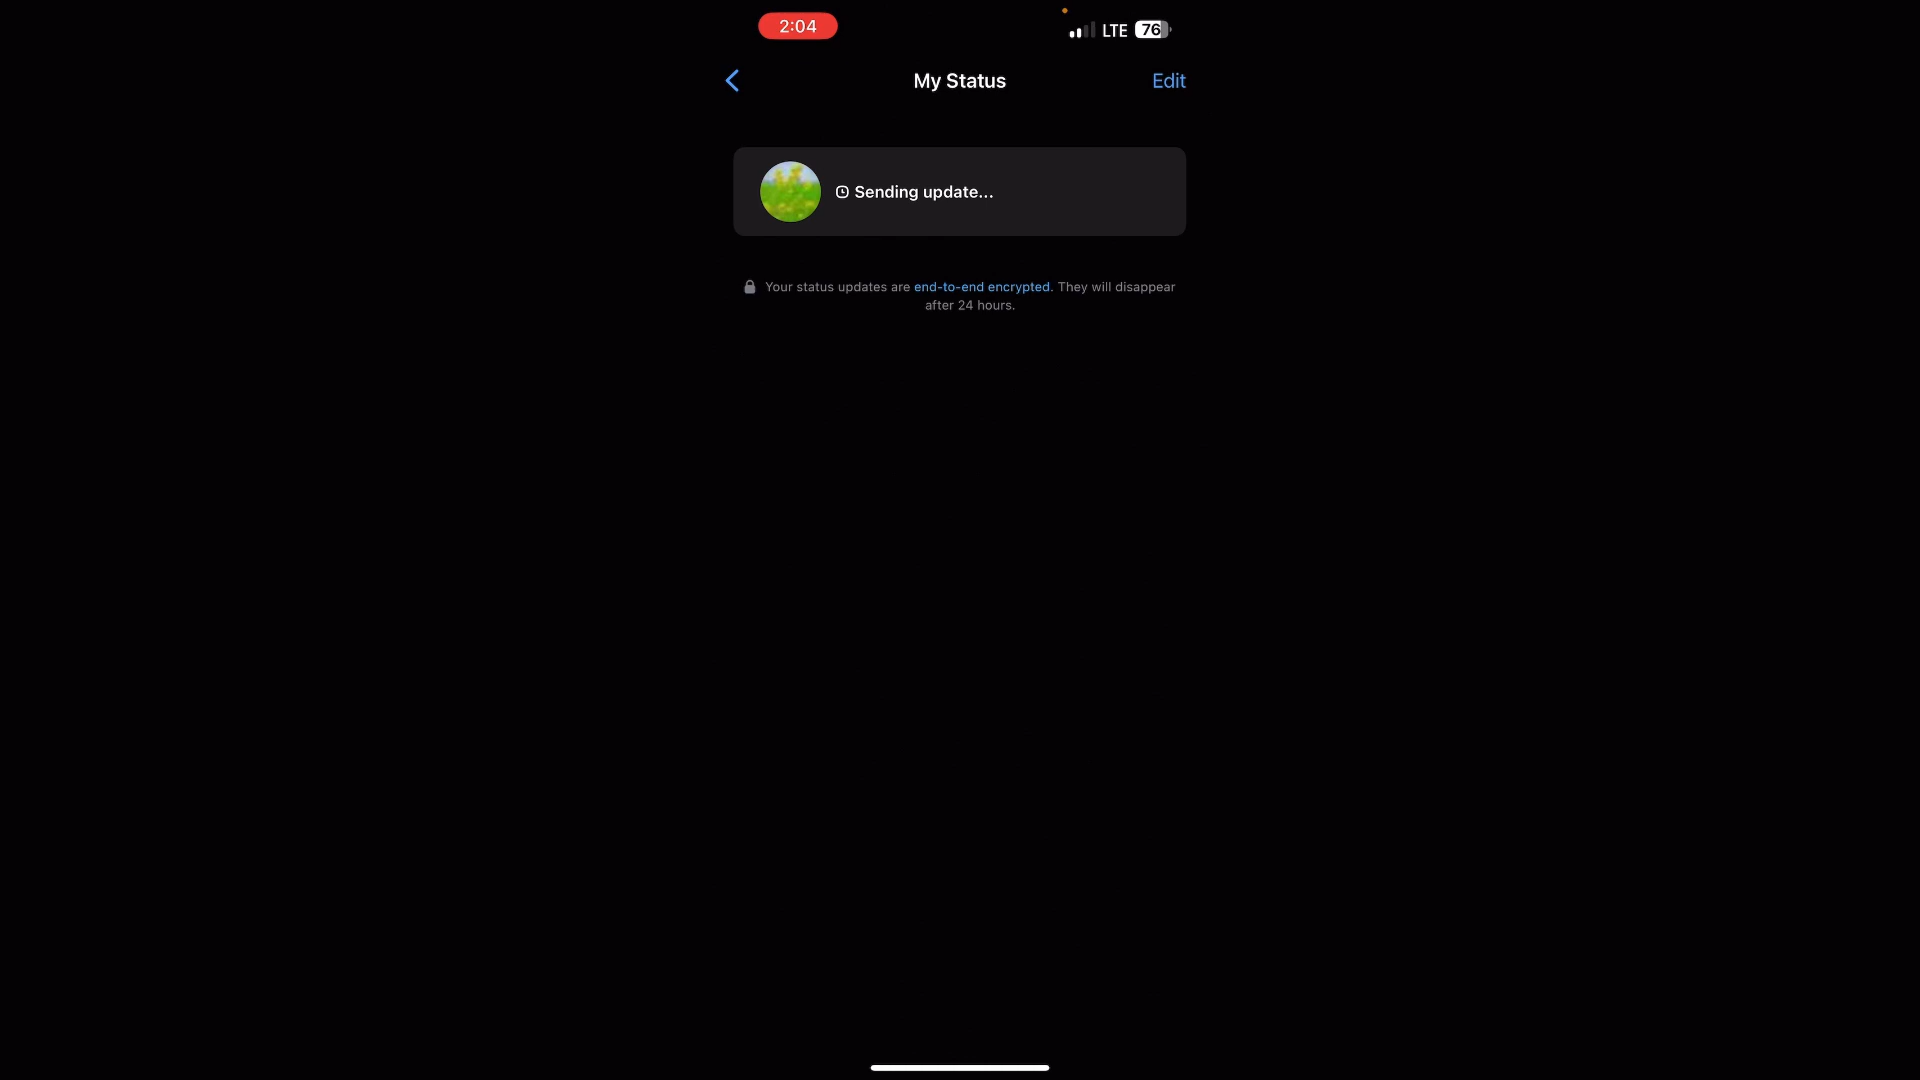 2:04
LTE 76
My Status
Edit
Sending update...
Your status updates are end-to-end encrypted. They will disappear
after 24 hours.